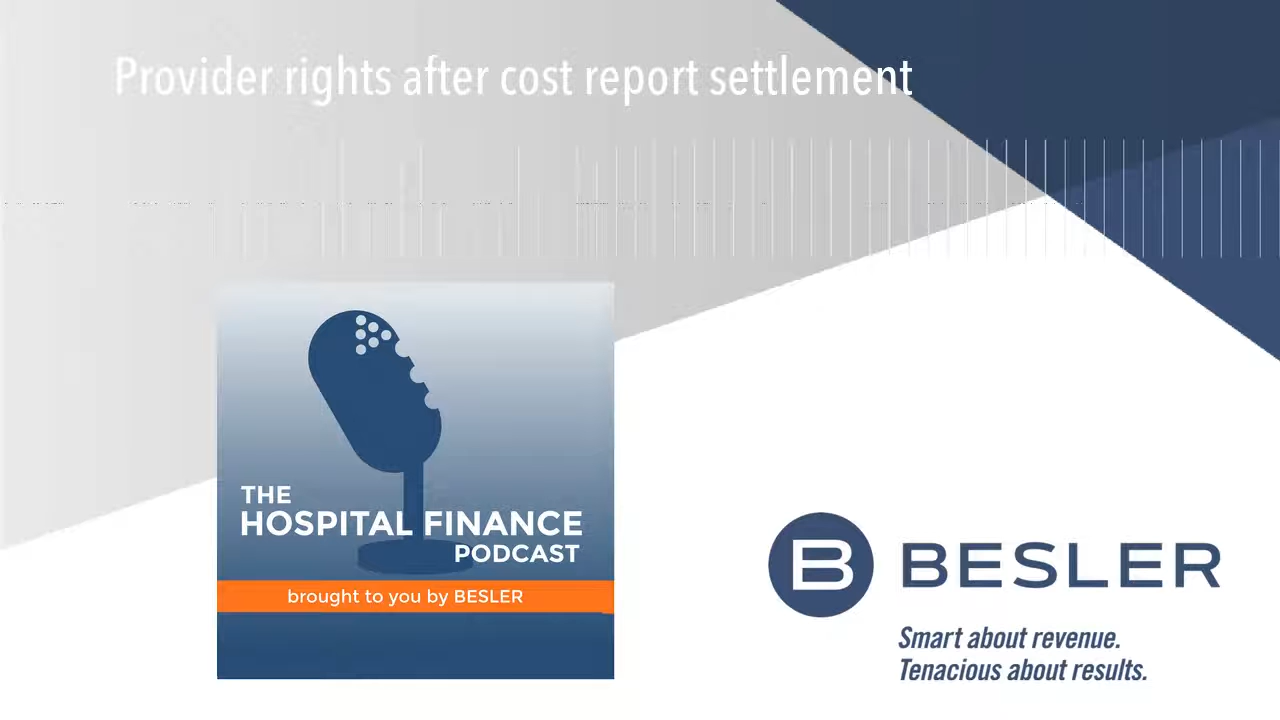 Provider rights after cost report settlement
THE
HOSPITAL FINANCE
PODCAST
brought to you by BESLER
B BESLER
Smart about revenue.
Tenacious about results.